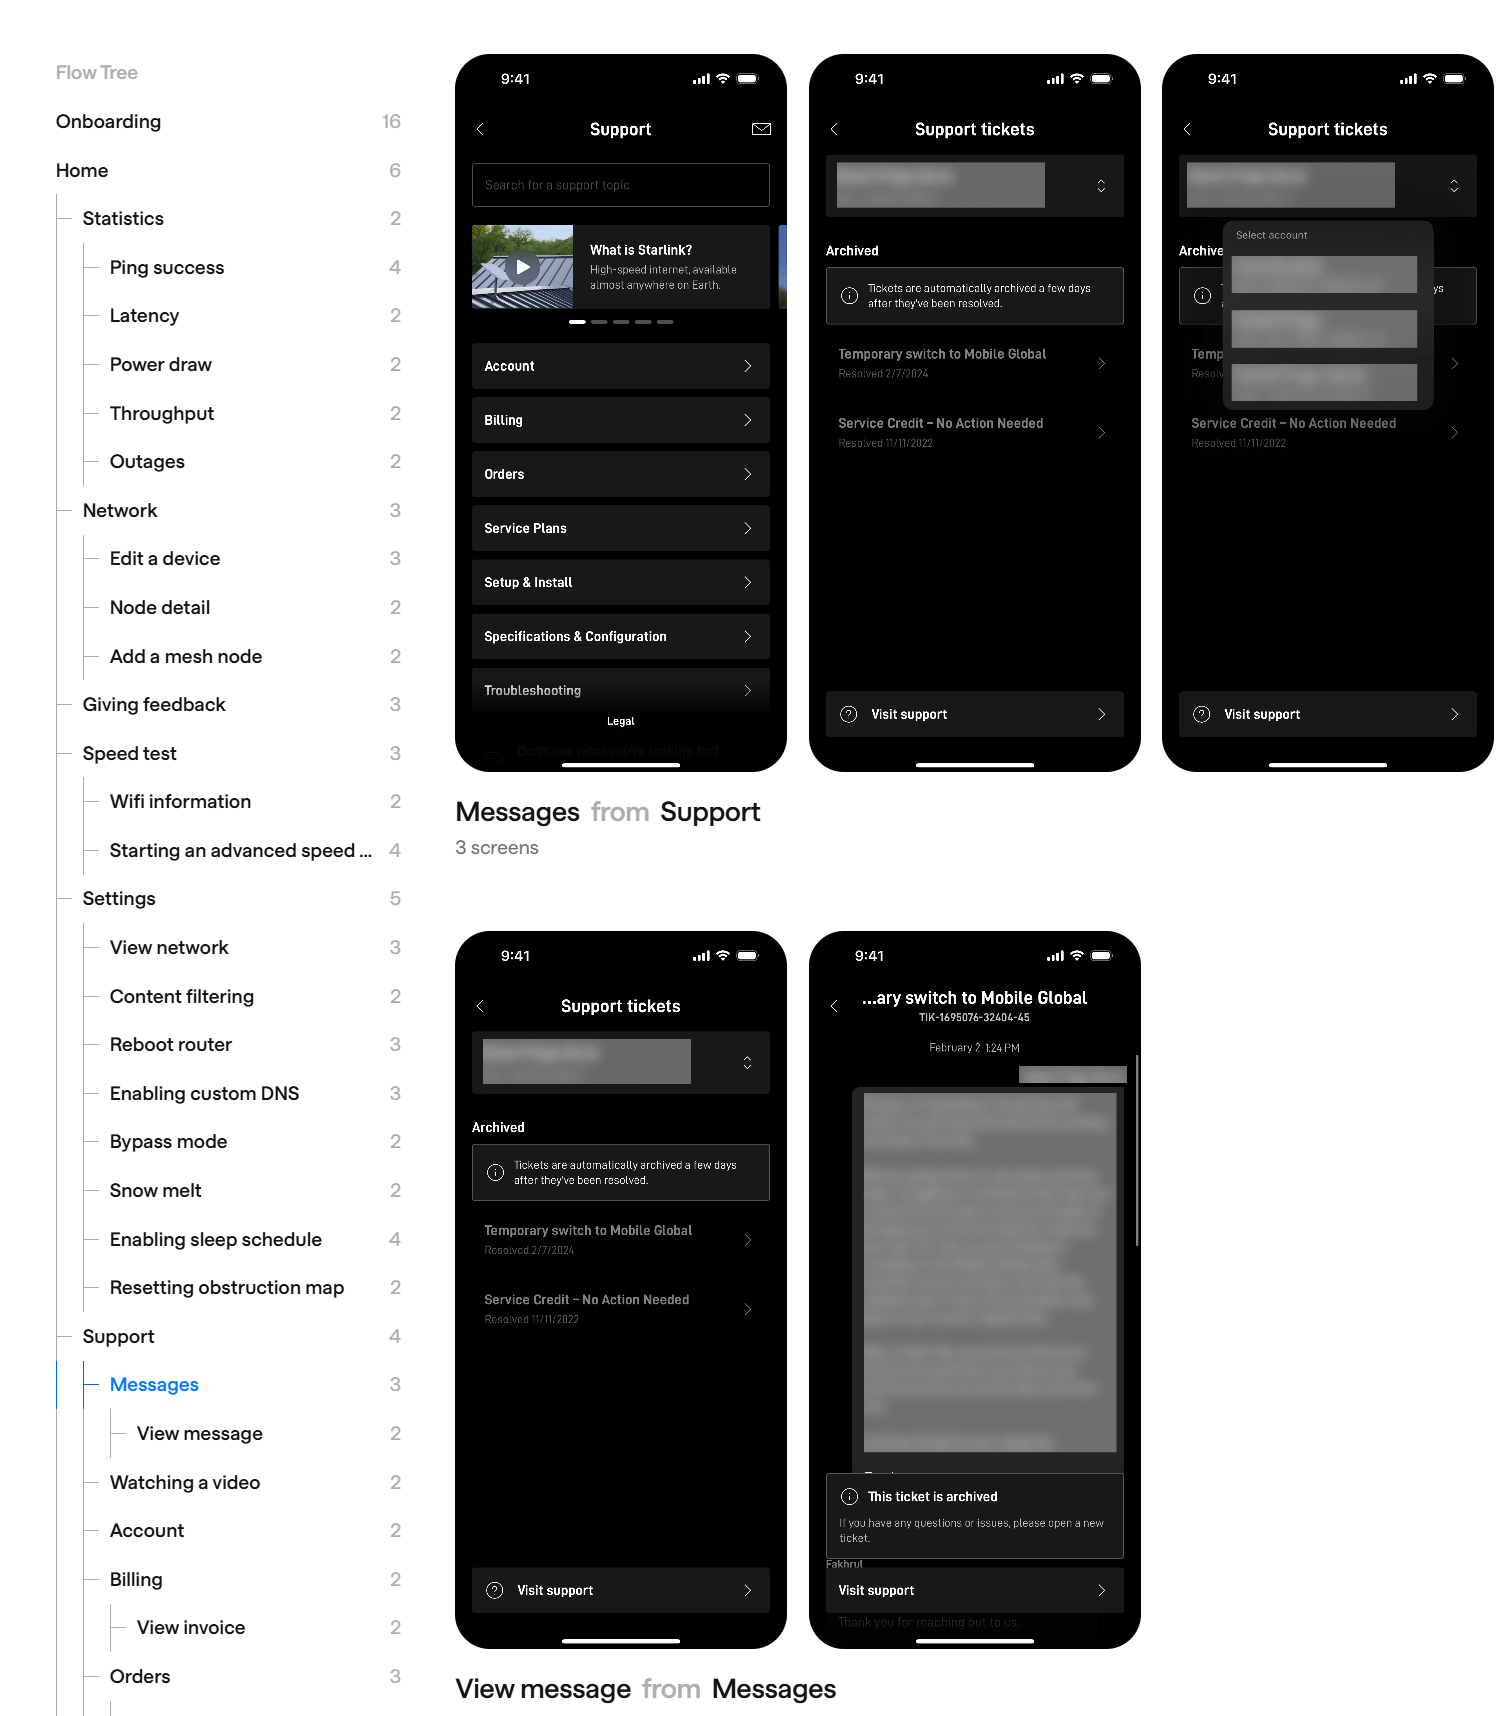 Flow Tree
Onboarding 16
Home 6
Statistics 2
Ping success 4
Latency 2
Power draw 2
Throughput 2
Outages 2
Network 3
Edit a device 3
Node detail 2
Add a mesh node 2
Giving feedback 3
Speed test 3
Wifi information 2
Starting an advanced speed ... 4
Settings 5
View network 3
Content filtering 2
Reboot router 3
Enabling custom DNS 3
Bypass mode 2
Snow melt 2
Enabling sleep schedule 4
Resetting obstruction map 2
Support 4
Messages 3
View message 2
Watching a video 2
Account 2
Billing 2
View invoice 2
Orders 3
9:41
Support
Search for a support topic
What is Starlink?
High-speed internet, available
almost anywhere on Earth.
Account
Billing
Orders
Service Plans
Setup & Install
Specifications & Configuration
Troubleshooting
Legal
Don't see what you're looking for?
9:41
Support tickets
Archived
Tickets are automatically archived a few days
after they've been resolved.
Temporary switch to Mobile Global
Resolved 2/7/2024
Service Credit – No Action Needed
Resolved 11/11/2022
Visit support
9:41
Support tickets
Select account
Archive
ys
Temp
Resolv
Service Credit – No Action Needed
Resolved 11/11/2022
Visit support
Messages from Support
3 screens
9:41
Support tickets
Archived
Tickets are automatically archived a few days
after they've been resolved.
Temporary switch to Mobile Global
Resolved 2/7/2024
Service Credit – No Action Needed
Resolved 11/11/2022
Visit support
9:41
...ary switch to Mobile Global
TIK-1695076-32404-45
February 2 1:24 PM
This ticket is archived
If you have any questions or issues, please open a new
ticket.
Fakhrul
Visit support
Thank you for reaching out to us.
View message from Messages